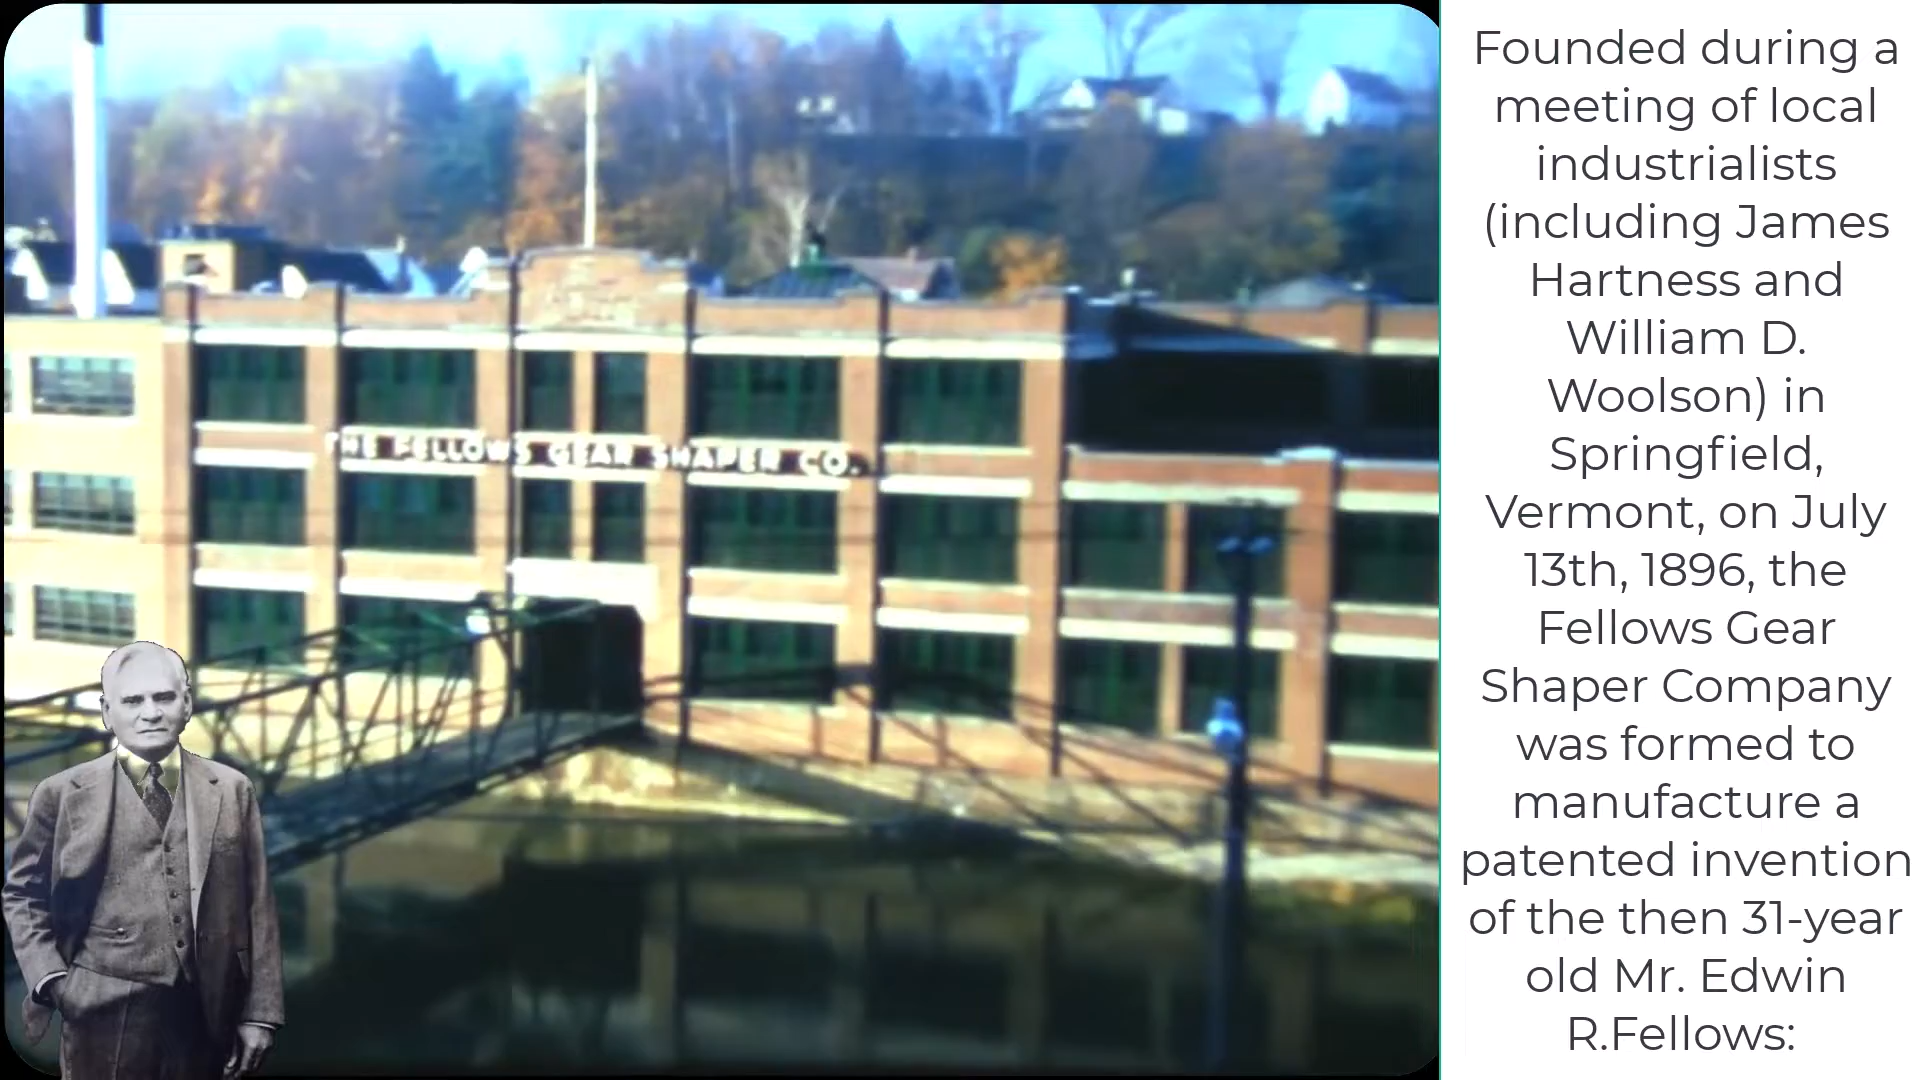 THE FELLOWS GEAR SHAPER CO.
Founded during a
meeting of local
industrialists
(including James
Hartness and
William D.
Woolson) in
Springfield,
Vermont, on July
13th, 1896, the
Fellows Gear
Shaper Company
was formed to
manufacture a
patented invention
of the then 31-year
old Mr. Edwin
R.Fellows: